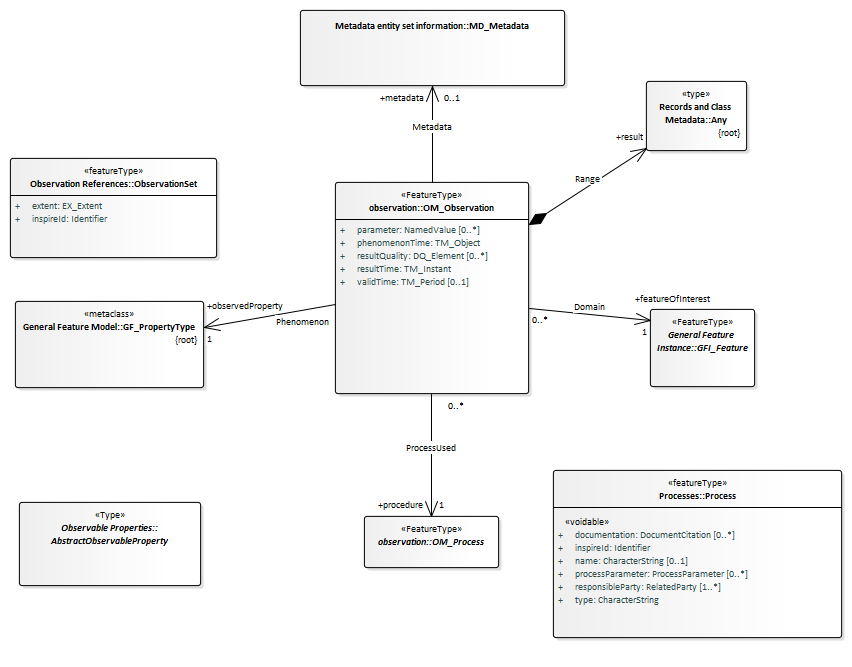 Metadata entity set information::MD_Metadata
+metadata
0..1
Metadata
«type»
Records and Class
Metadata::Any
{root}
+result
Range
«featureType»
Observation References::ObservationSet
+ extent: EX_Extent
+ inspireId: Identifier
«FeatureType»
observation::OM_Observation
+ parameter: NamedValue [0..*]
+ phenomenonTime: TM_Object
+ resultQuality: DQ_Element [0..*]
+ resultTime: TM_Instant
+ validTime: TM_Period [0..1]
«metaclass»
General Feature Model::GF_PropertyType
{root}
+observedProperty
1
Phenomenon
0..*
Domain
+featureOfInterest
1
«FeatureType»
General Feature
Instance::GFI_Feature
0..*
ProcessUsed
+procedure
1
«FeatureType»
observation::OM_Process
«Type»
Observable Properties::
AbstractObservableProperty
«featureType»
Processes::Process
«voidable»
+ documentation: DocumentCitation [0..*]
+ inspireId: Identifier
+ name: CharacterString [0..1]
+ processParameter: ProcessParameter [0..*]
+ responsibleParty: RelatedParty [1..*]
+ type: CharacterString